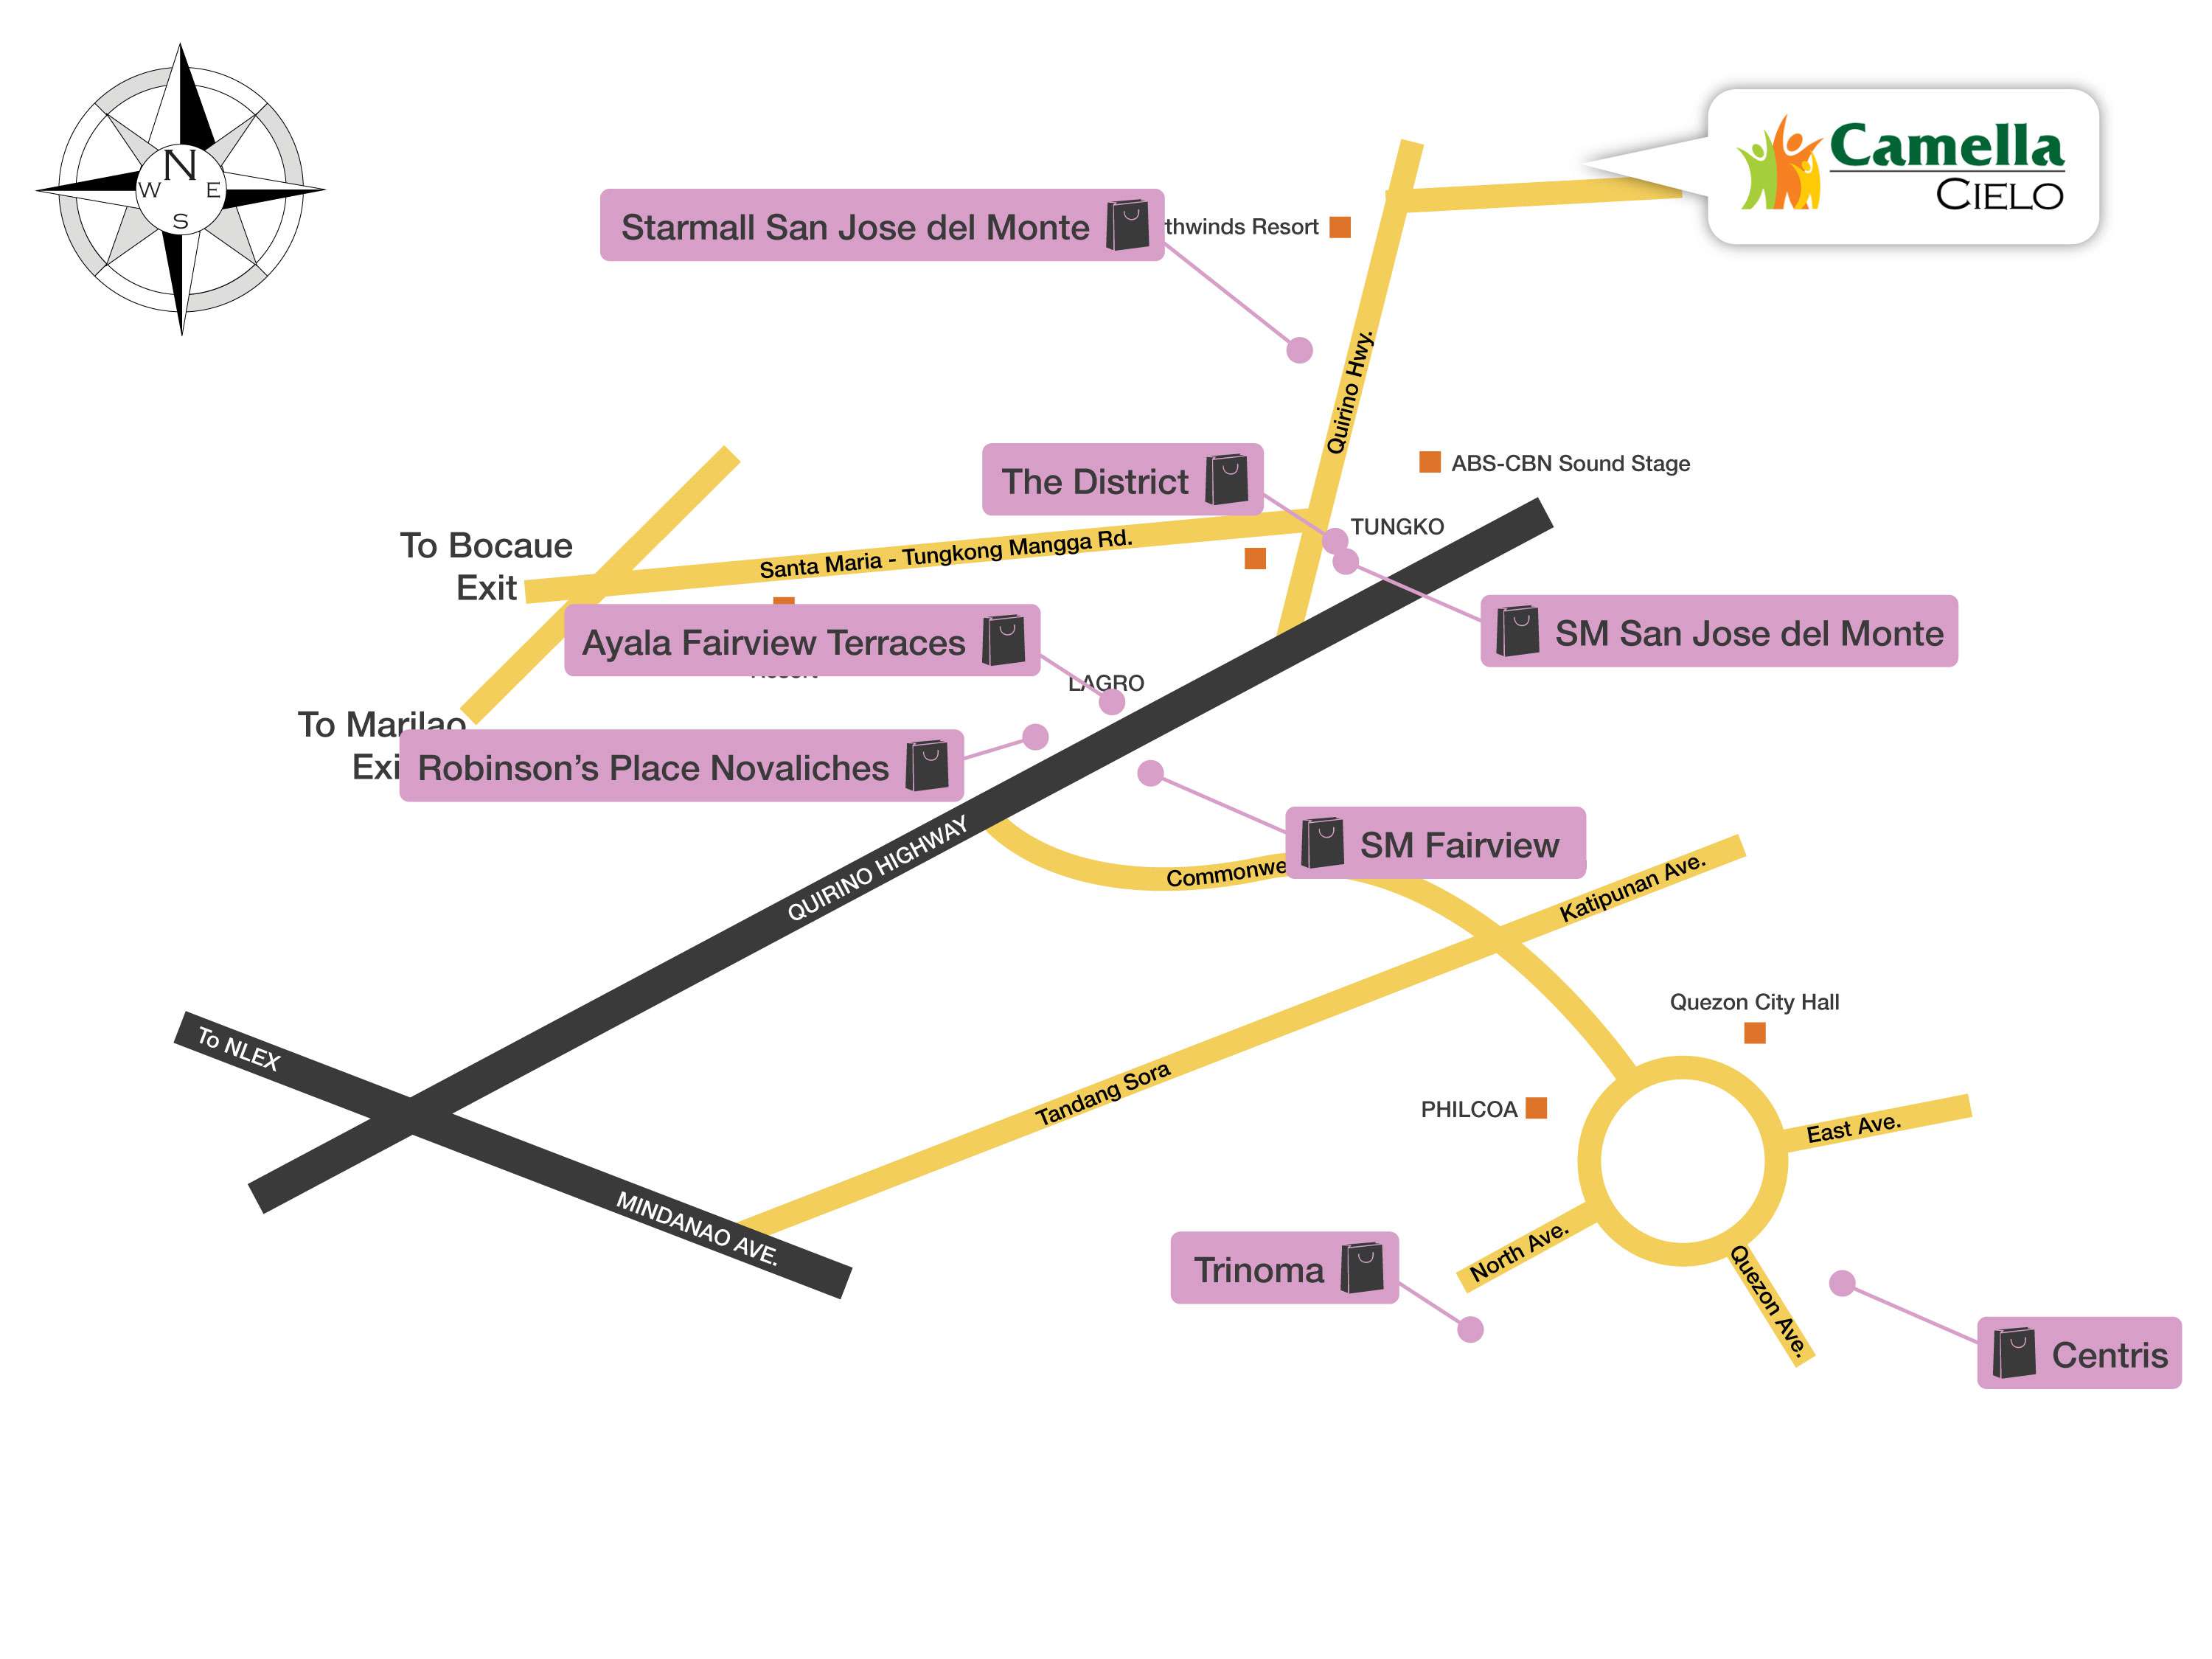 N
W E
S
Camella
CIELO
Starmall San Jose del Monte
thwinds Resort
Quirino Hwy.
ABS-CBN Sound Stage
The District
TUNGKO
To Bocaue
Exit
Santa Maria - Tungkong Mangga Rd.
SM San Jose del Monte
Ayala Fairview Terraces
LAGRO
To Marilao
Exi
Robinson’s Place Novaliches
QUIRINO HIGHWAY
SM Fairview
Commonwe
Katipunan Ave.
Quezon City Hall
To NLEX
Tandang Sora
PHILCOA
East Ave.
MINDANAO AVE.
North Ave.
Quezon Ave.
Trinoma
Centris